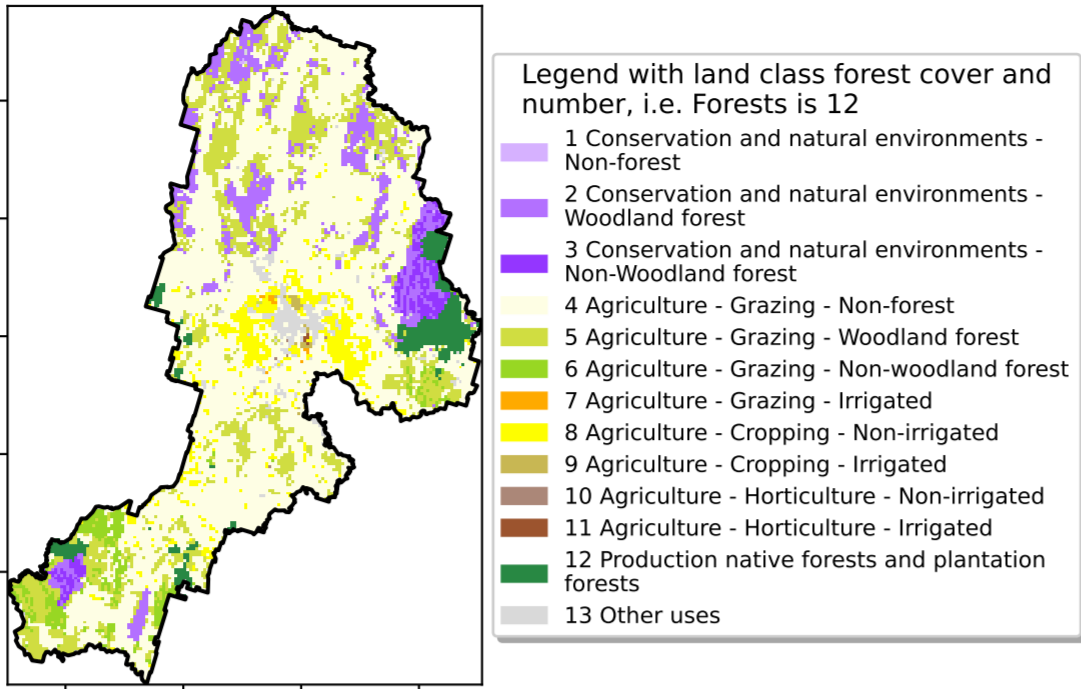 Legend with land class forest cover and
number, i.e. Forests is 12
1 Conservation and natural environments -
Non-forest
2 Conservation and natural environments -
Woodland forest
3 Conservation and natural environments -
Non-Woodland forest
4 Agriculture - Grazing - Non-forest
5 Agriculture - Grazing - Woodland forest
6 Agriculture - Grazing - Non-woodland forest
7 Agriculture - Grazing - Irrigated
8 Agriculture - Cropping - Non-irrigated
9 Agriculture - Cropping - Irrigated
10 Agriculture - Horticulture - Non-irrigated
11 Agriculture - Horticulture - Irrigated
12 Production native forests and plantation
forests
13 Other uses